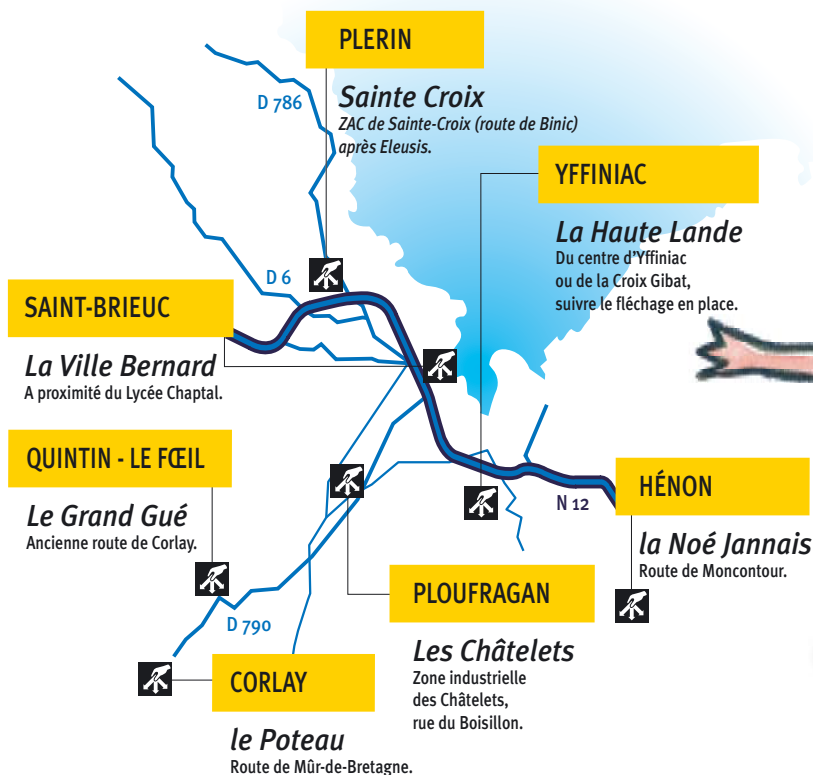 PLERIN
Sainte Croix
ZAC de Sainte-Croix (route de Binic)
après Eleusis.
D 786
YFFINIAC
La Haute Lande
Du centre d'Yffiniac
ou de la Croix Gibat,
suivre le fléchage en place.
D 6
SAINT-BRIEUC
La Ville Bernard
A proximité du Lycée Chaptal.
QUINTIN - LE FŒIL
Le Grand Gué
Ancienne route de Corlay.
N 12
HÉNON
la Noé Jannais
Route de Moncontour.
D 790
PLOUFRAGAN
Les Châtelets
Zone industrielle
des Châtelets,
rue du Boisillon.
CORLAY
le Poteau
Route de Mûr-de-Bretagne.